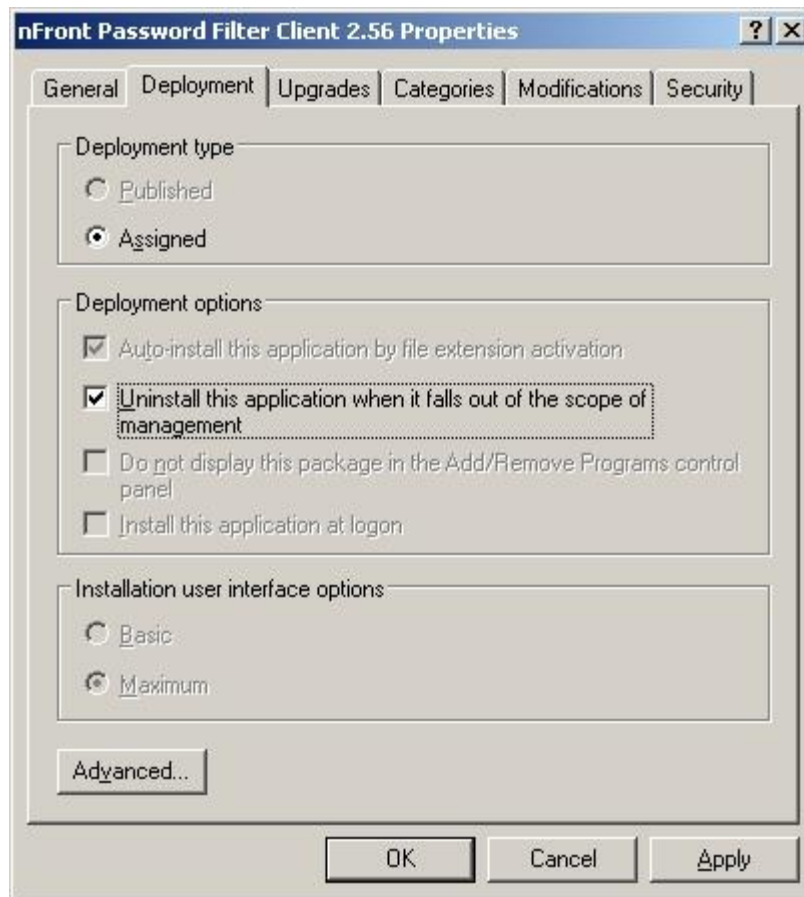 nFront Password Filter Client 2.56 Properties
General Deployment Upgrades Categories Modifications Security
Deployment type
Published
Assigned
Deployment options
Auto-install this application by file extension activation
Uninstall this application when it falls out of the scope of
management
Do not display this package in the Add/Remove Programs control
panel
Install this application at logon
Installation user interface options
Basic
Maximum
Advanced...
OK Cancel Apply